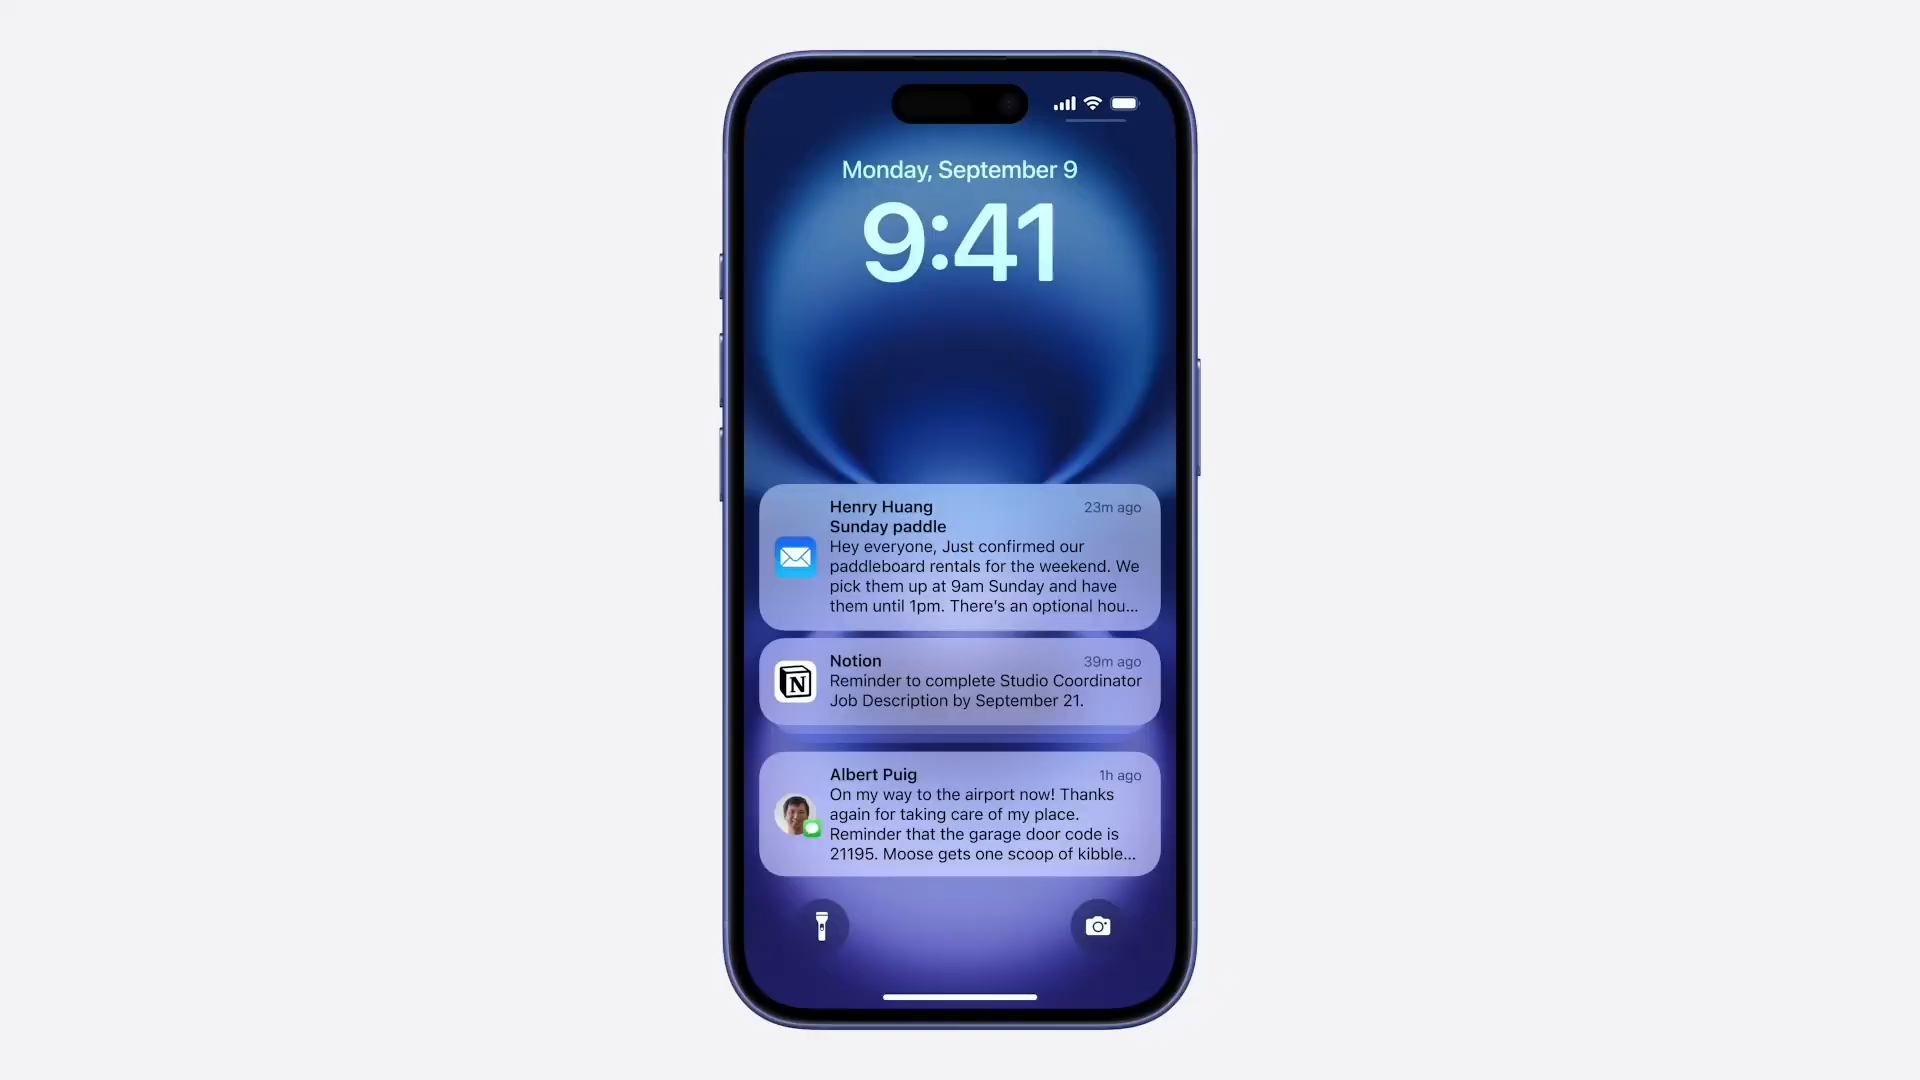 Monday, September 9
9:41
Henry Huang 23m ago
Sunday paddle
Hey everyone, Just confirmed our
paddleboard rentals for the weekend. We
pick them up at 9am Sunday and have
them until 1pm. There’s an optional hou...
Notion 39m ago
N
Reminder to complete Studio Coordinator
Job Description by September 21.
Albert Puig 1h ago
On my way to the airport now! Thanks
again for taking care of my place.
Reminder that the garage door code is
21195. Moose gets one scoop of kibble...